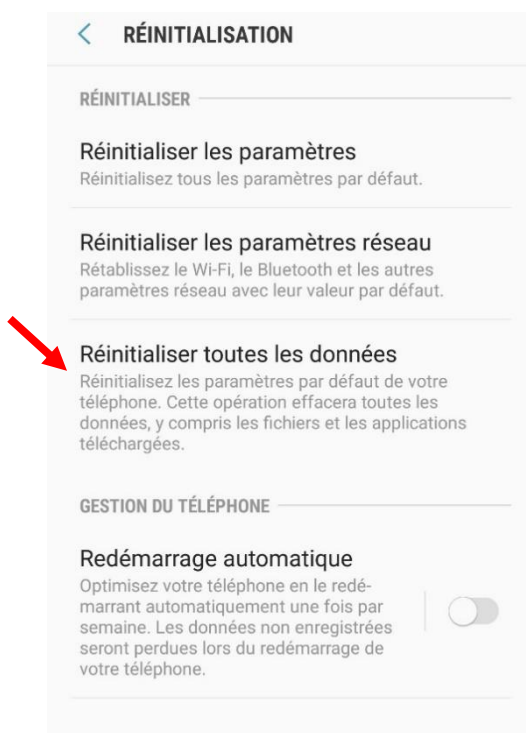 RÉINITIALISATION
RÉINITIALISER
Réinitialiser les paramètres
Réinitialisez tous les paramètres par défaut.
Réinitialiser les paramètres réseau
Rétablissez le Wi-Fi, le Bluetooth et les autres
paramètres réseau avec leur valeur par défaut.
Réinitialiser toutes les données
Réinitialisez les paramètres par défaut de votre
téléphone. Cette opération effacera toutes les
données, y compris les fichiers et les applications
téléchargées.
GESTION DU TÉLÉPHONE
Redémarrage automatique
Optimisez votre téléphone en le redé-
marrant automatiquement une fois par
semaine. Les données non enregistrées
seront perdues lors du redémarrage de
votre téléphone.